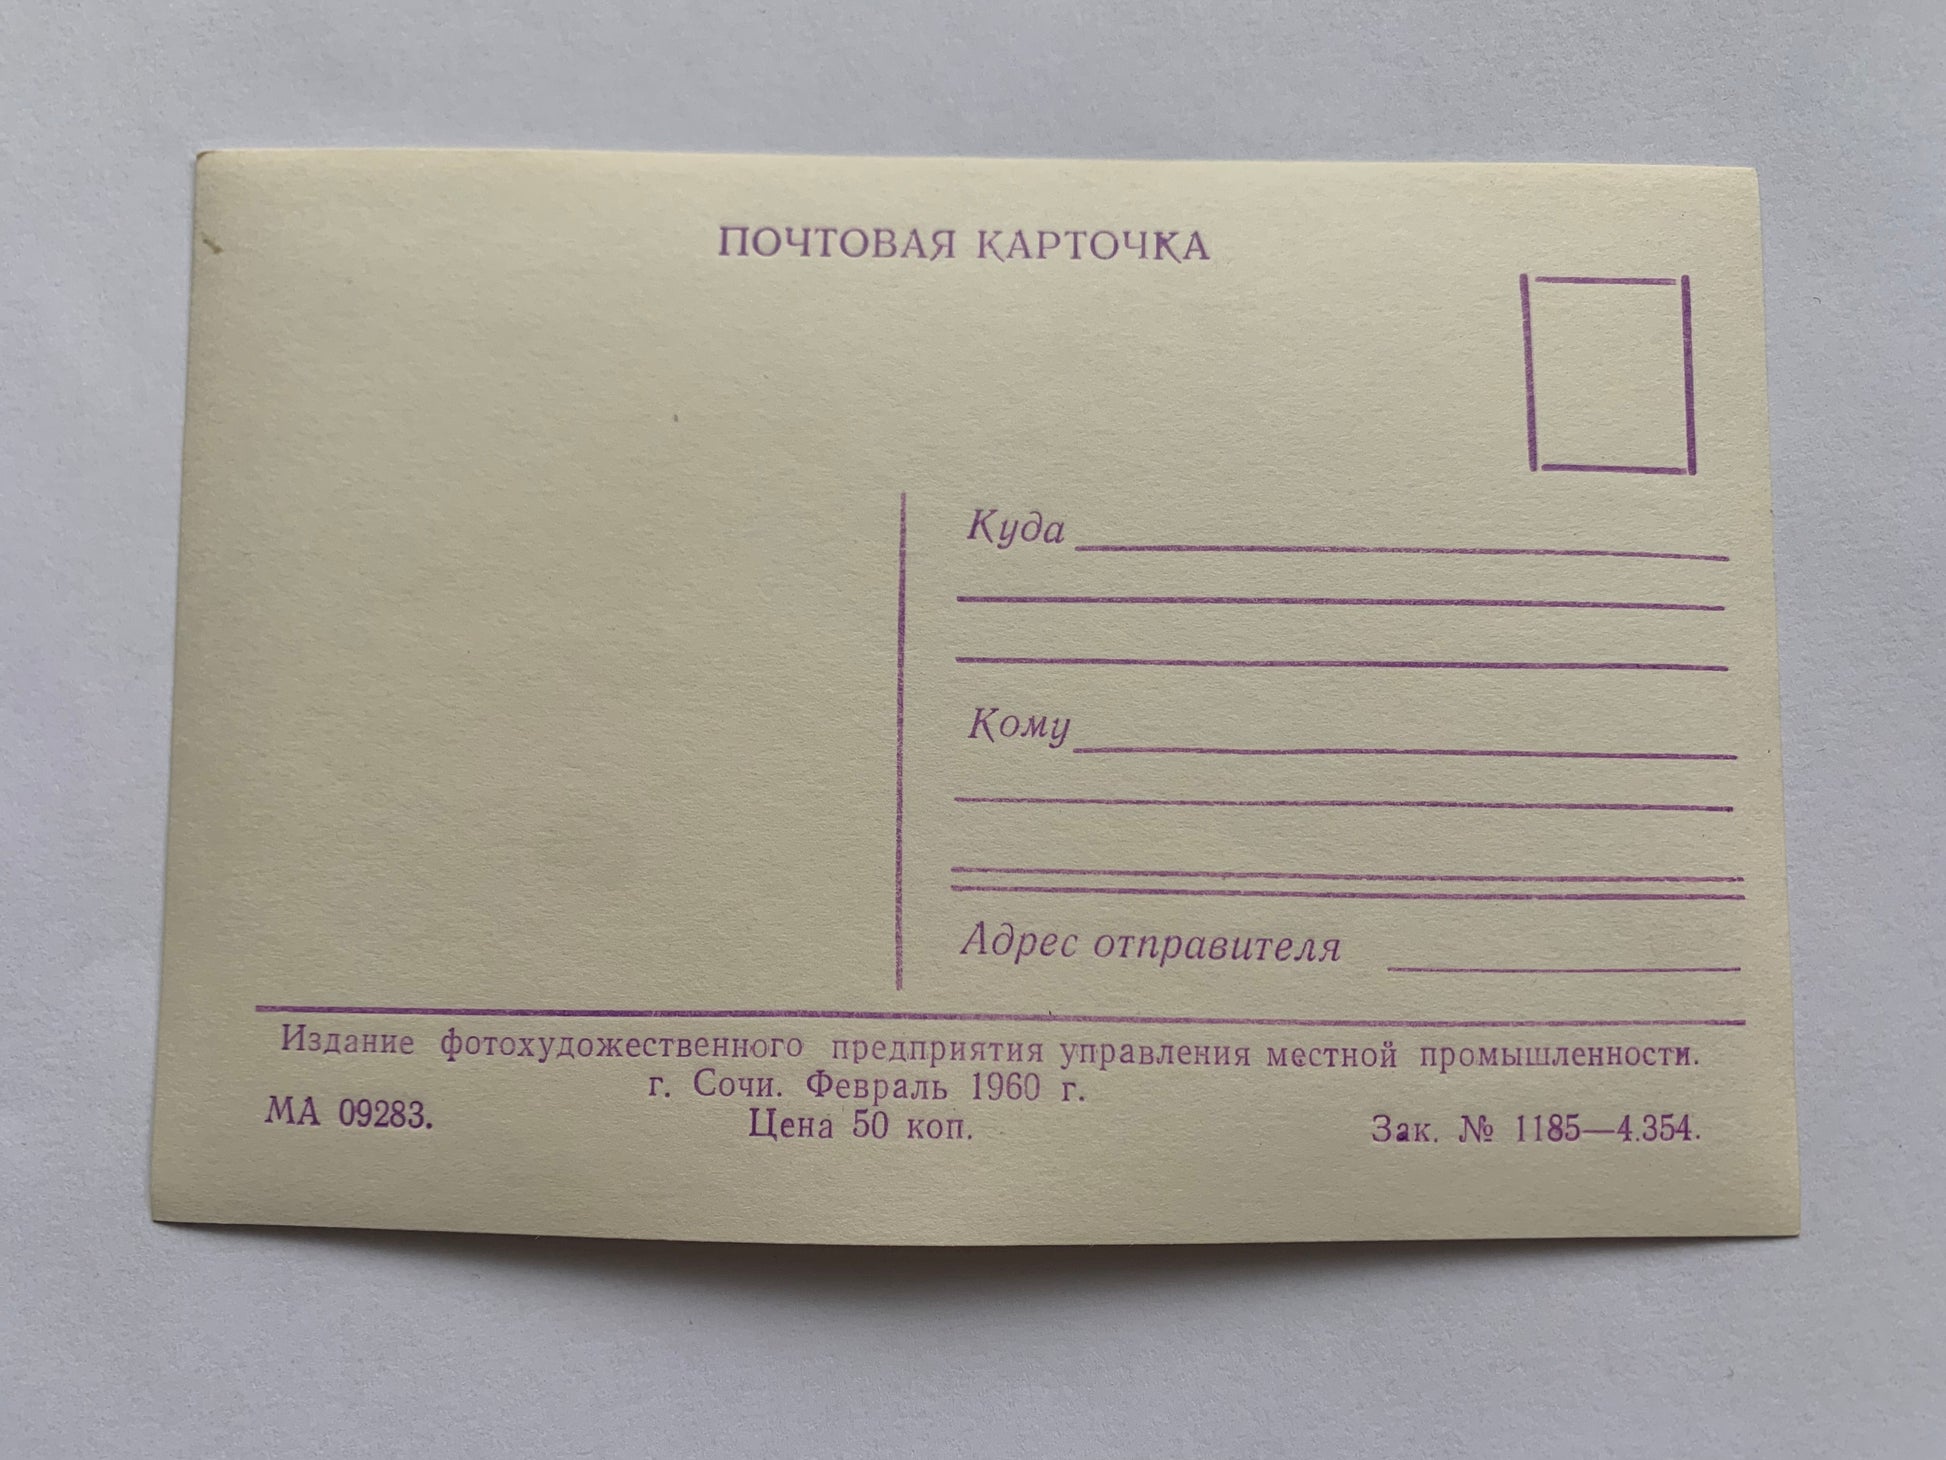 ПОЧТОВАЯ КАРТОЧКА
Куда
Кому
Адрес отправителя
Издание фотохудожественного предприятия управления местной промышленности.
г. Сочи. Февраль 1960 г.
МА 09283.
Цена 50 коп.
Зак. № 1185—4.354.